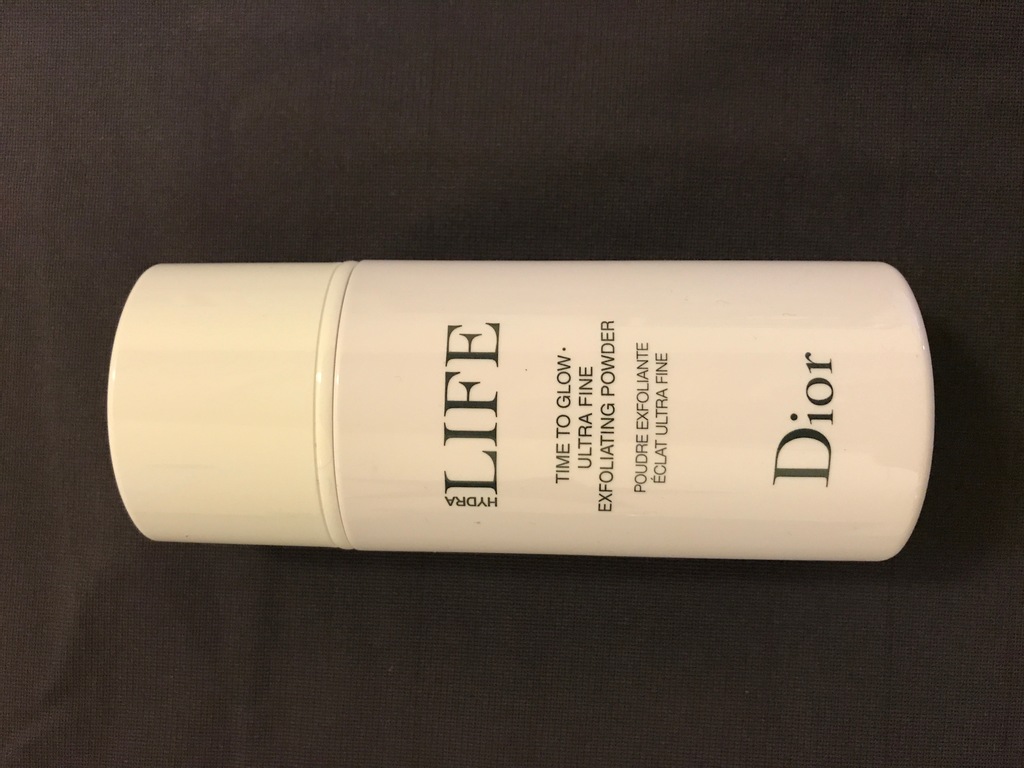 HYDRA
LIFE
TIME TO GLOW •
ULTRA FINE
EXFOLIATING POWDER
POUDRE EXFOLIANTE
ÉCLAT ULTRA FINE
Dior